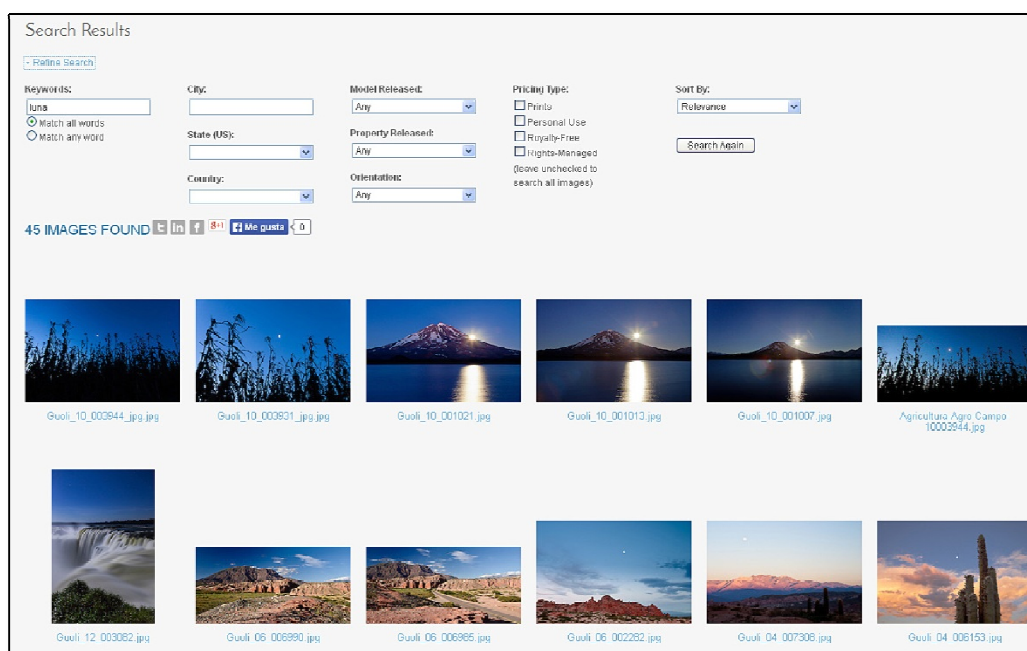 Search Results
- Refine Search
Keywords:
luna
Match all words
Match any word
City:
State (US):
Country:
Model Released:
Any
Property Released:
Any
Orientation:
Any
Pricing Type:
Prints
Personal Use
Royalty-Free
Rights-Managed
(leave unchecked to
search all images)
Sort By:
Relevance
Search Again
45 IMAGES FOUND
Me gusta 0
Guoli_10_003944_jpg.jpg
Guoli_10_003931_jpg.jpg
Guoli_10_001021.jpg
Guoli_10_001013.jpg
Guoli_10_001007.jpg
Agricultura Agro Campo
10003944.jpg
Guoli_12_003082.jpg
Guoli_06_006990.jpg
Guoli_06_006985.jpg
Guoli_06_002262.jpg
Guoli_04_007306.jpg
Guoli_04_006153.jpg